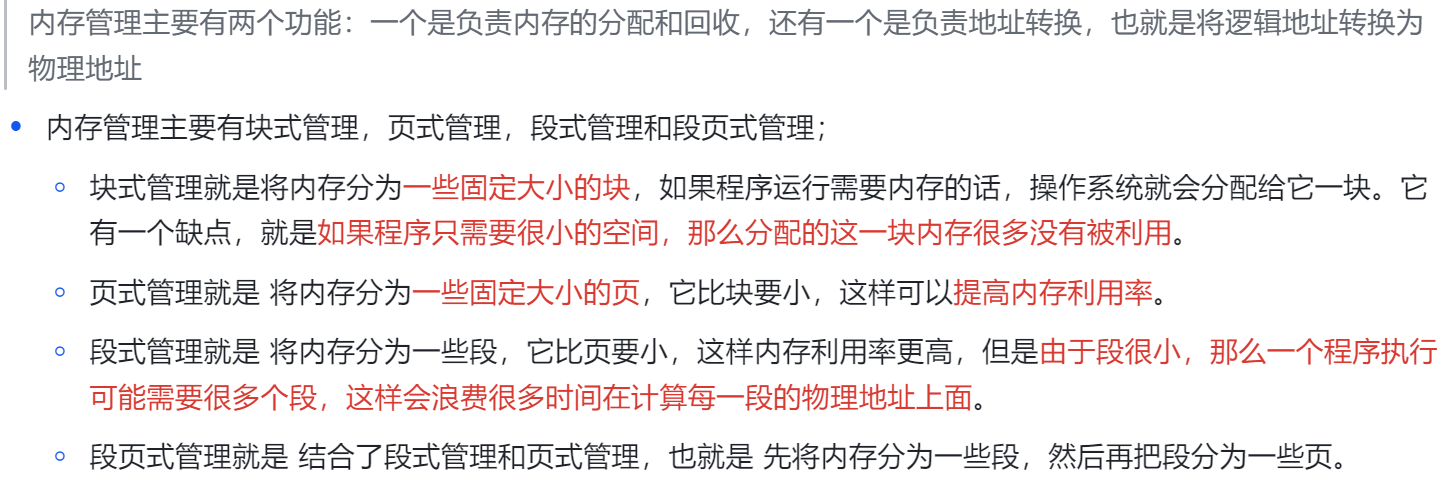 内存管理主要有两个功能：一个是负责内存的分配和回收，还有一个是负责地址转换，也就是将逻辑地址转换为
物理地址
内存管理主要有块式管理，页式管理，段式管理和段页式管理；
块式管理就是将内存分为一些固定大小的块，如果程序运行需要内存的话，操作系统就会分配给它一块。它
有一个缺点，就是如果程序只需要很小的空间，那么分配的这一块内存很多没有被利用。
页式管理就是 将内存分为一些固定大小的页，它比块要小，这样可以提高内存利用率。
段式管理就是 将内存分为一些段，它比页要小，这样内存利用率更高，但是由于段很小，那么一个程序执行
可能需要很多个段，这样会浪费很多时间在计算每一段的物理地址上面。
段页式管理就是 结合了段式管理和页式管理，也就是 先将内存分为一些段，然后再把段分为一些页。